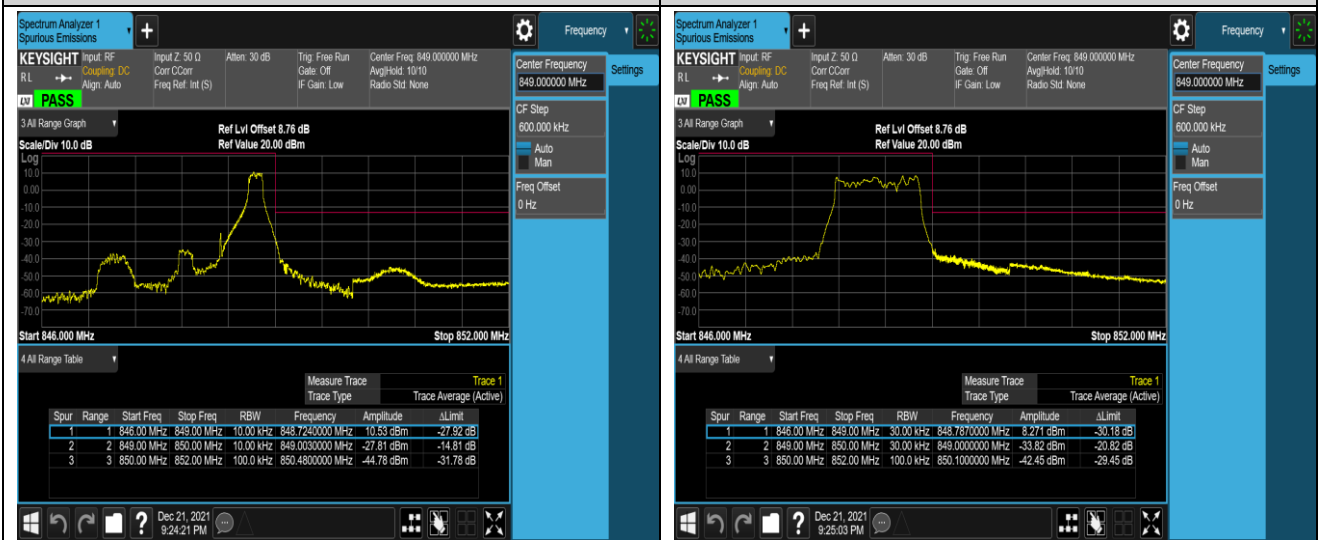 Spectrum Analyzer 1
Spurious Emissions
+
Frequency
KEYSIGHT Input: RF Input Z: 50 Ω Atten: 30 dB Trig: Free Run Center Freq: 849.000000 MHz
RL Coupling: DC Corr CCorr Gate: Off Avg|Hold: 10/10
Align: Auto Freq Ref: Int (S) IF Gain: Low Radio Std: None
LXI PASS
Center Frequency
849.000000 MHz
Settings
CF Step
600.000 kHz
Auto
Man
Freq Offset
0 Hz
3 All Range Graph
Ref Lvl Offset 8.76 dB
Scale/Div 10.0 dB Ref Value 20.00 dBm
Log
10.0
0.00
-10.0
-20.0
-30.0
-40.0
-50.0
-60.0
-70.0
Start 846.000 MHz Stop 852.000 MHz
4 All Range Table
Measure Trace Trace 1
Trace Type Trace Average (Active)
Spur Range Start Freq Stop Freq RBW Frequency Amplitude ΔLimit
1 1 846.00 MHz 849.00 MHz 10.00 kHz 848.7240000 MHz 10.53 dBm -27.92 dB
2 2 849.00 MHz 850.00 MHz 10.00 kHz 849.0030000 MHz -27.81 dBm -14.81 dB
3 3 850.00 MHz 852.00 MHz 100.0 kHz 850.4800000 MHz -44.78 dBm -31.78 dB
? Dec 21, 2021
9:24:21 PM
Spectrum Analyzer 1
Spurious Emissions
+
Frequency
KEYSIGHT Input: RF Input Z: 50 Ω Atten: 30 dB Trig: Free Run Center Freq: 849.000000 MHz
RL Coupling: DC Corr CCorr Gate: Off Avg|Hold: 10/10
Align: Auto Freq Ref: Int (S) IF Gain: Low Radio Std: None
LXI PASS
Center Frequency
849.000000 MHz
Settings
CF Step
600.000 kHz
Auto
Man
Freq Offset
0 Hz
3 All Range Graph
Ref Lvl Offset 8.76 dB
Scale/Div 10.0 dB Ref Value 20.00 dBm
Log
10.0
0.00
-10.0
-20.0
-30.0
-40.0
-50.0
-60.0
-70.0
Start 846.000 MHz Stop 852.000 MHz
4 All Range Table
Measure Trace Trace 1
Trace Type Trace Average (Active)
Spur Range Start Freq Stop Freq RBW Frequency Amplitude ΔLimit
1 1 846.00 MHz 849.00 MHz 30.00 kHz 848.7870000 MHz 8.271 dBm -30.18 dB
2 2 849.00 MHz 850.00 MHz 30.00 kHz 849.0000000 MHz -33.82 dBm -20.82 dB
3 3 850.00 MHz 852.00 MHz 100.0 kHz 850.1000000 MHz -42.45 dBm -29.45 dB
? Dec 21, 2021
9:25:03 PM